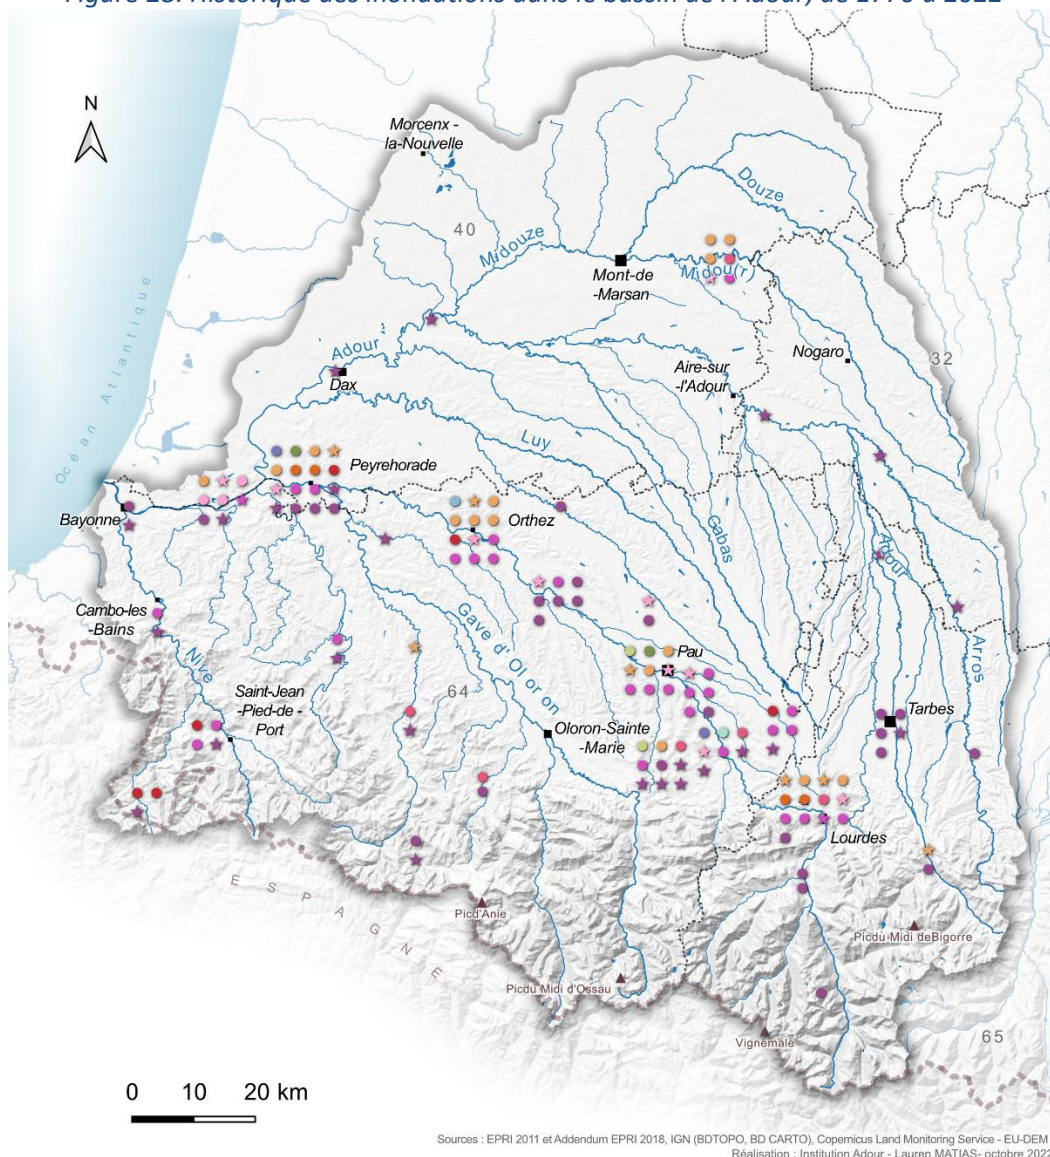 Figure 28: Historique des inondations dans le bassin de l'Adour, de 1770 à 2022
N
Morcenx -
la-Nouvelle
Douze
40
Midouze
Mont-de
-Marsan
Midou(r)
Océan Atlantique
Adour
Dax
Nogaro
32
Aire-sur
-l'Adour
Luy
Peyrehorade
Bayonne
Orthez
Gabas
Adour
Cambo-les
-Bains
Nive
Gave d'Oloron
Pau
Arros
64
Saint-Jean
-Pied-de -
Port
Oloron-Sainte
-Marie
Tarbes
Lourdes
ESPAGNE
Picd'Anie
Picdu Midi deBigorre
Picdu Midi d'Ossau
Vignemale
65
0 10 20 km
Sources : EPRI 2011 et Addendum EPRI 2018, IGN (BDTOPO, BD CARTO), Copernicus Land Monitoring Service - EU-DEM
Réalisation : Institution Adour - Lauren MATIAS- octobre 2022